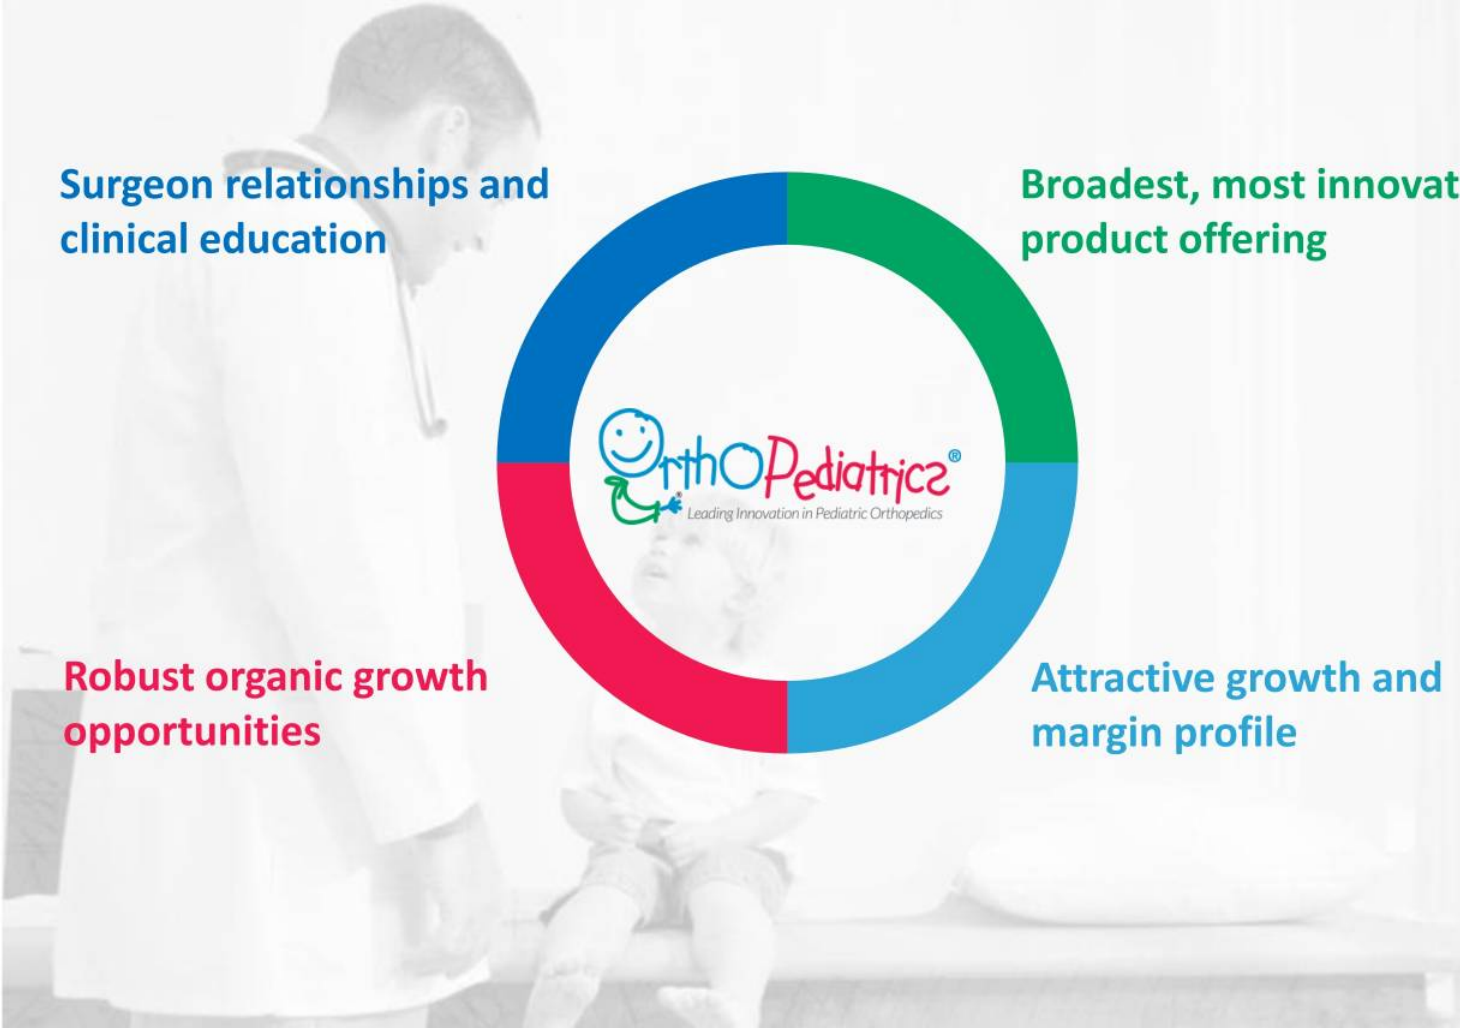 Surgeon relationships and
clinical education
Broadest, most innovat
product offering
OrthoPediatrics®
Leading Innovation in Pediatric Orthopedics
Robust organic growth
opportunities
Attractive growth and
margin profile